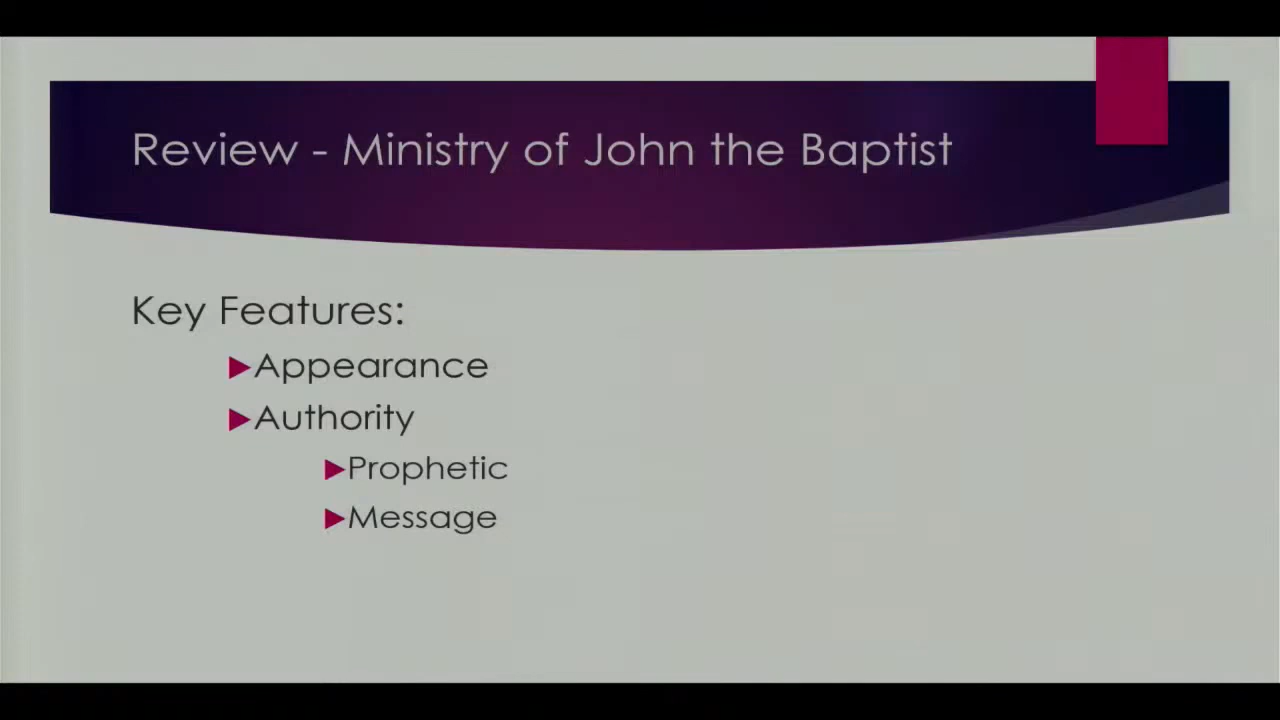 Review - Ministry of John the Baptist
Key Features:
Appearance
Authority
Prophetic
Message